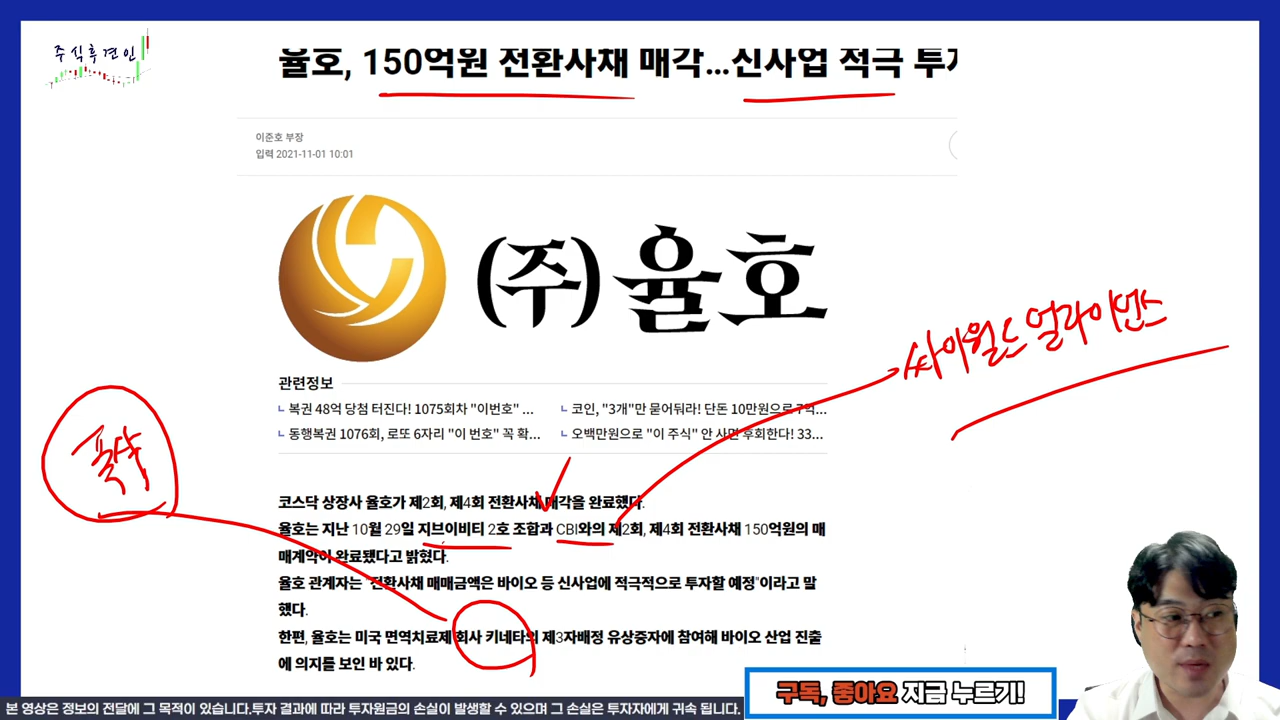 주식후견인
율호, 150억원 전환사채 매각...신사업 적극 투자
이준호 부장
입력 2021-11-01 10:01
(주)율호
싸이월드 얼라이언스
관련정보
복권 48억 당첨 터진다! 1075회차 "이번호" ...
코인, "3개"만 묻어둬라! 단돈 10만원으로 7억...
동행복권 1076회, 로또 6자리 "이 번호" 꼭 확...
오백만원으로 "이 주식" 안 사면 후회한다! 33...
폭삭
코스닥 상장사 율호가 제2회, 제4회 전환사채 매각을 완료했다.
율호는 지난 10월 29일 지브이비티 2호 조합과 CBI와의 제2회, 제4회 전환사채 150억원의 매
매계약이 완료됐다고 밝혔다.
율호 관계자는 "전환사채 매매금액은 바이오 등 신사업에 적극적으로 투자할 예정"이라고 말
했다.
한편, 율호는 미국 면역치료제 회사 키네타의 제3자배정 유상증자에 참여해 바이오 산업 진출
에 의지를 보인 바 있다.
구독, 좋아요 지금 누르기!
본 영상은 정보의 전달에 그 목적이 있습니다.투자 결과에 따라 투자원금의 손실이 발생할 수 있으며 그 손실은 투자자에게 귀속 됩니다.